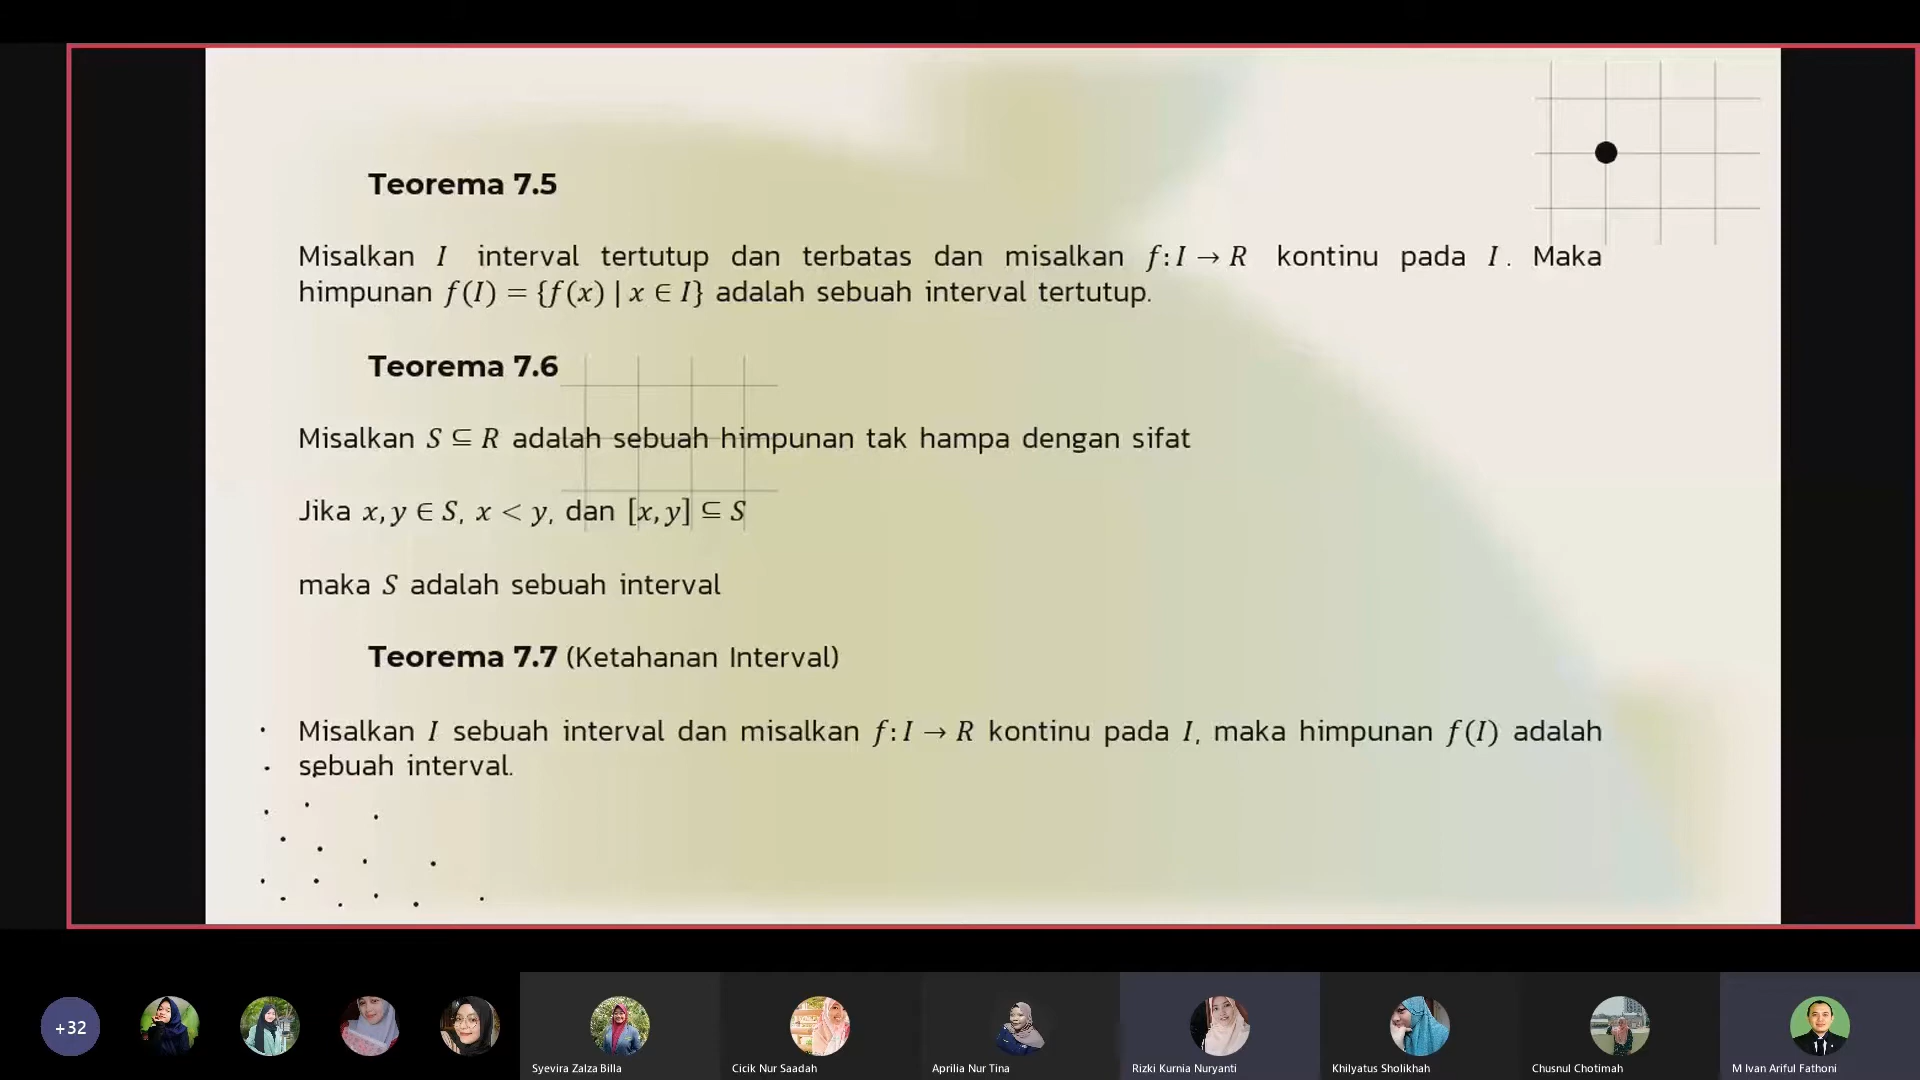 Teorema 7.5
Misalkan I interval tertutup dan terbatas dan misalkan f: I → R kontinu pada I. Maka
himpunan f(I) = {f(x) | x ∈ I} adalah sebuah interval tertutup.
Teorema 7.6
Misalkan S ⊆ R adalah sebuah himpunan tak hampa dengan sifat
Jika x, y ∈ S, x < y, dan [x, y] ⊆ S
maka S adalah sebuah interval
Teorema 7.7 (Ketahanan Interval)
Misalkan I sebuah interval dan misalkan f: I → R kontinu pada I, maka himpunan f(I) adalah
sebuah interval.
+32
Syevira Zalza Billa
Cicik Nur Saadah
Aprilia Nur Tina
Rizki Kurnia Nuryanti
Khilyatus Sholikhah
Chusnul Chotimah
M Ivan Ariful Fathoni